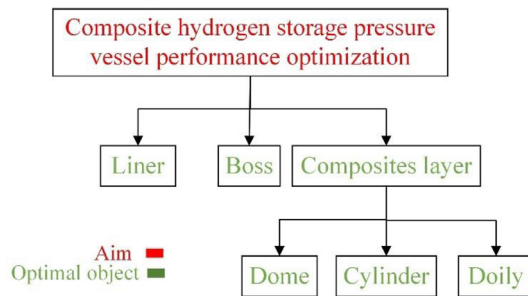 Composite hydrogen storage pressure
vessel performance optimization
Liner
Boss
Composites layer
Aim
Optimal object
Dome
Cylinder
Doily